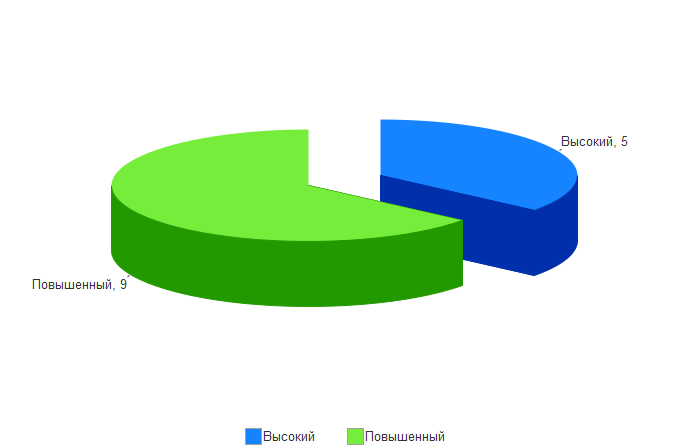 Высокий, 5
Повышенный, 9
Высокий
Повышенный